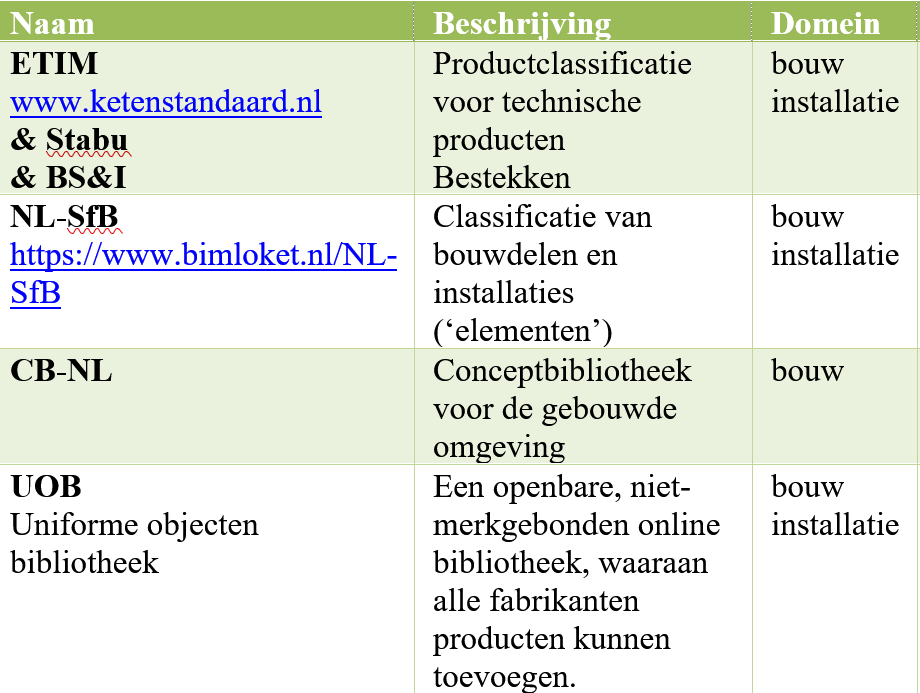 Naam Beschrijving Domein
ETIM
www.ketenstandaard.nl
& Stabu
& BS&I
Productclassificatie
voor technische
producten
Bestekken
bouw
installatie
NL-SfB
https://www.bimloket.nl/NL-
SfB
Classificatie van
bouwdelen en
installaties
(‘elementen’)
bouw
installatie
CB-NL
Conceptbibliotheek
voor de gebouwde
omgeving
bouw
UOB
Uniforme objecten
bibliotheek
Een openbare, niet-
merkgebonden online
bibliotheek, waaraan
alle fabrikanten
producten kunnen
toevoegen.
bouw
installatie